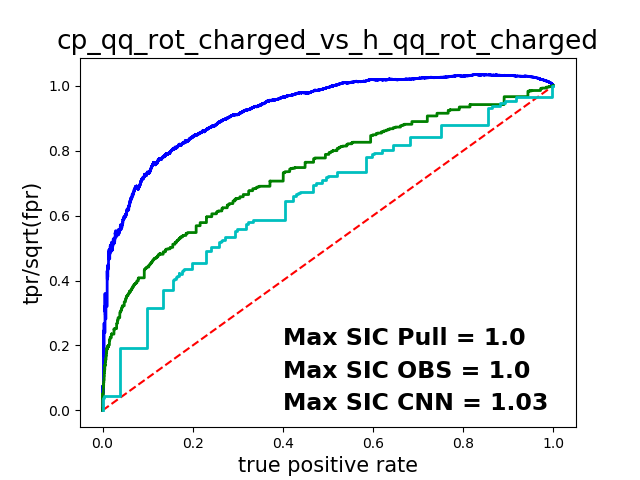 cp_qq_rot_charged_vs_h_qq_rot_charged
tpr/sqrt(fpr)
1.0
0.8
0.6
0.4
0.2
0.0
Max SIC Pull = 1.0
Max SIC OBS = 1.0
Max SIC CNN = 1.03
0.0 0.2 0.4 0.6 0.8 1.0
true positive rate